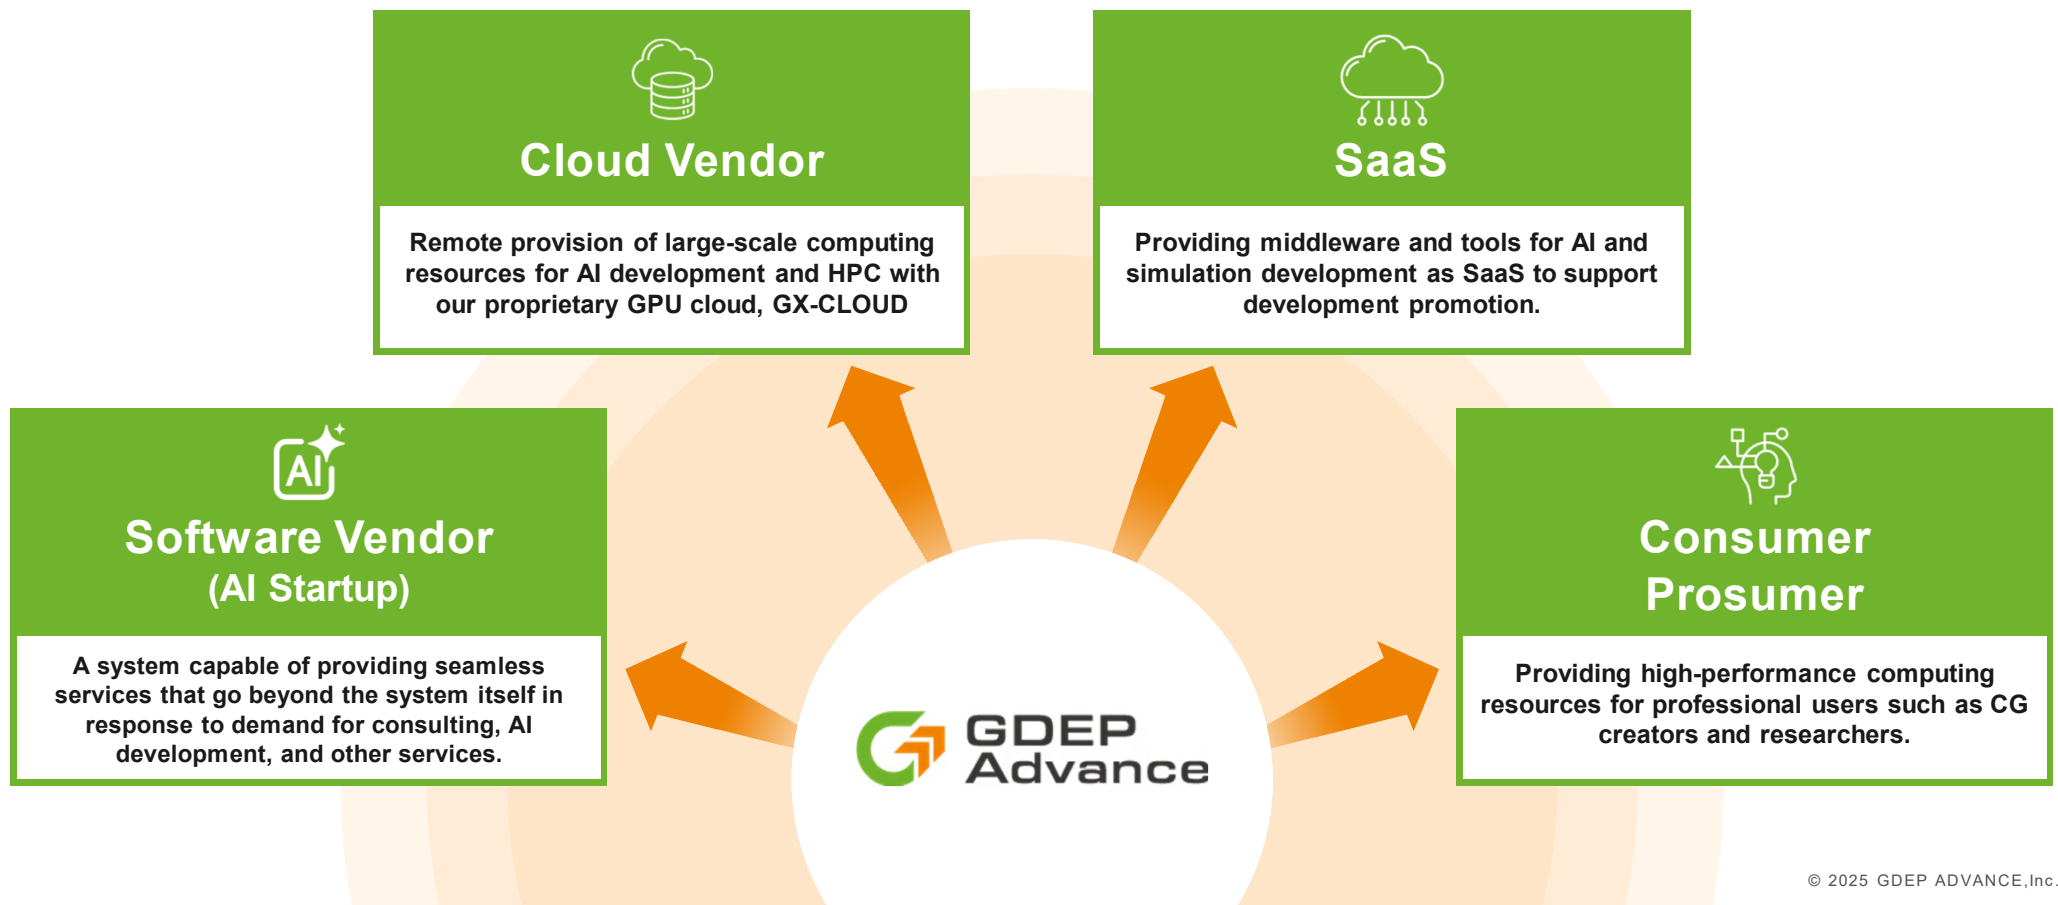 Cloud Vendor
Remote provision of large-scale computing
resources for AI development and HPC with
our proprietary GPU cloud, GX-CLOUD
SaaS
Providing middleware and tools for AI and
simulation development as SaaS to support
development promotion.
AI
Software Vendor
(AI Startup)
A system capable of providing seamless
services that go beyond the system itself in
response to demand for consulting, AI
development, and other services.
Consumer
Prosumer
Providing high-performance computing
resources for professional users such as CG
creators and researchers.
GDEP
Advance
© 2025 GDEP ADVANCE,Inc.